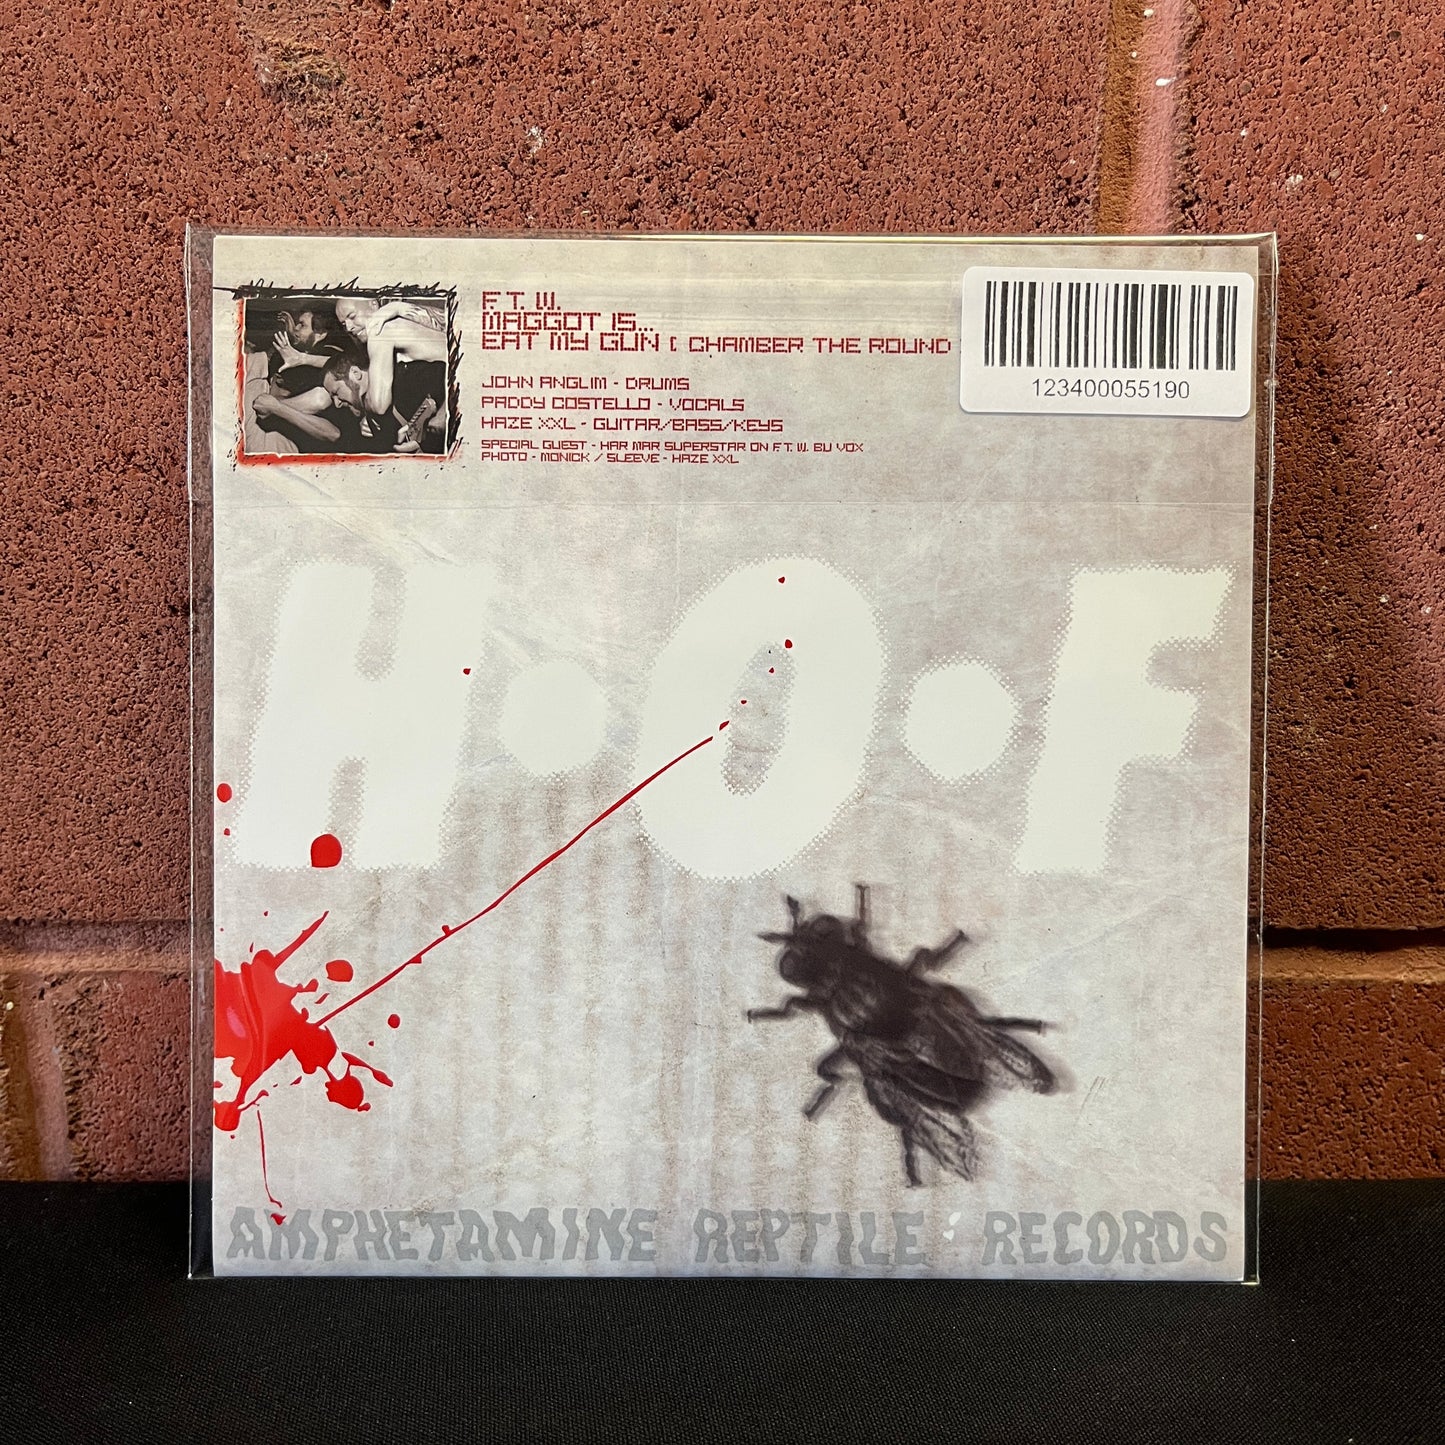 F.T. W.
MAGGOT IS...
EAT MY GUN [ CHAMBER THE ROUND
JOHN ANGLIM - DRUMS
PADDY COSTELLO - VOCALS
HAZE XXL - GUITAR/BASS/KEYS
SPECIAL GUEST - HAR MAR SUPERSTAR ON F.T. W. BU VOX
PHOTO - MONICK / SLEEVE - HAZE XXL
123400055190
H·O·F
AMPHETAMINE REPTILE RECORDS